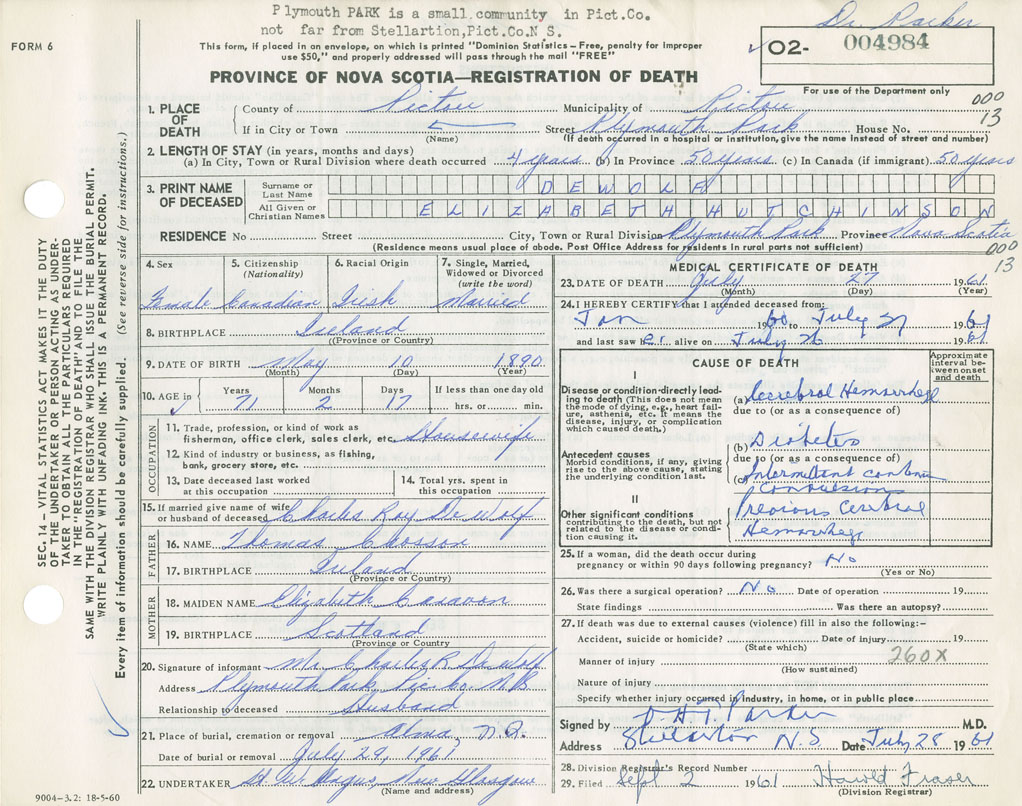 Plymouth PARK is a small community in Pict.Co.
not far from Stellartion,Pict.Co.N.S.
Dr. Parker
FORM 6
This form, if placed in an envelope, on which is printed "Dominion Statistics – Free, penalty for improper
use $50," and properly addressed will pass through the mail "FREE"
O2- 004984
PROVINCE OF NOVA SCOTIA—REGISTRATION OF DEATH
For use of the Department only
000
13
1. PLACE OF DEATH
County of Pictou Municipality of Pictou
If in City or Town Street Plymouth Park House No.
(Name) (If death occurred in a hospital or institution, give the name instead of street and number)
2. LENGTH OF STAY (in years, months and days)
(a) In City, Town or Rural Division where death occurred 4 years (b) In Province 50 years (c) In Canada (if immigrant) 50 years
3. PRINT NAME OF DECEASED
Surname or Last Name DEWOLF
All Given or Christian Names ELIZABETH HUTCHINSON
RESIDENCE No Street City, Town or Rural Division Plymouth Park Province Nova Scotia
(Residence means usual place of abode. Post Office Address for residents in rural parts not sufficient)
000
13
4. Sex Female
5. Citizenship (Nationality) Canadian
6. Racial Origin Irish
7. Single, Married, Widowed or Divorced (write the word) Married
8. BIRTHPLACE Ireland
(Province or Country)
9. DATE OF BIRTH May 10 1890
(Month) (Day) (Year)
10. AGE in Years Months Days If less than one day old
71 2 17 hrs. or min.
OCCUPATION
11. Trade, profession, or kind of work as
fisherman, office clerk, sales clerk, etc. Housewife
12. Kind of industry or business, as fishing,
bank, grocery store, etc.
13. Date deceased last worked
at this occupation
14. Total yrs. spent in
this occupation
15. If married give name of wife
or husband of deceased Charles Roy De Wolf
FATHER
16. NAME Thomas
17. BIRTHPLACE Ireland
(Province or Country)
MOTHER
18. MAIDEN NAME Elizabeth
19. BIRTHPLACE Scotland
(Province or Country)
20. Signature of informant Mr. Charles R. De Wolf
Address Plymouth Park
Relationship to deceased Husband
21. Place of burial, cremation or removal Alma, N.S.
Date of burial or removal July 29, 1961
22. UNDERTAKER New Glasgow
(Name and address)
9004-3.2: 18-5-60
MEDICAL CERTIFICATE OF DEATH
23. DATE OF DEATH July 27 1961
(Month) (Day) (Year)
24. I HEREBY CERTIFY that I attended deceased from:
Jan 1960 to July 27 1961
and last saw her alive on July 26 1961
CAUSE OF DEATH
Approximate interval between onset and death
I
Disease or condition directly leading to death (This does not mean
the mode of dying, e.g., heart failure, asthenia, etc. It means the
disease, injury, or complication
which caused death.)
(a) Cerebral Hemorrhage
due to (or as a consequence of)
Antecedent causes
Morbid conditions, if any, giving
rise to the above cause, stating
the underlying condition last.
(b) Diabetes
due to (or as a consequence of)
(c) Intermittent
Convulsions
II
Other significant conditions
contributing to the death, but not
related to the disease or condition causing it.
Previous Cerebral
Hemorrhage
25. If a woman, did the death occur during
pregnancy or within 90 days following pregnancy? No
(Yes or No)
26. Was there a surgical operation? No Date of operation 19
State findings Was there an autopsy?
27. If death was due to external causes (violence) fill in also the following:-
Accident, suicide or homicide? Date of injury 19
(State which)
260X
Manner of injury
(How sustained)
Nature of injury
Specify whether injury occurred in industry, in home, or in public place
Signed by Parker M.D.
Address Stellarton N.S Date July 28 1961
28. Division Registrar's Record Number
29. Filed Sept 2 1961 Harold Fraser
(Division Registrar)
SEC. 14 – VITAL STATISTICS ACT MAKES IT THE DUTY
OF THE UNDERTAKER OR PERSON ACTING AS UNDERTAKER TO OBTAIN ALL THE PARTICULARS REQUIRED
IN THE "REGISTRATION OF DEATH" AND TO FILE THE
SAME WITH THE DIVISION REGISTRAR WHO SHALL ISSUE THE BURIAL PERMIT.
WRITE PLAINLY WITH UNFADING INK. THIS IS A PERMANENT RECORD.
Every item of information should be carefully supplied. (See reverse side for instructions.)